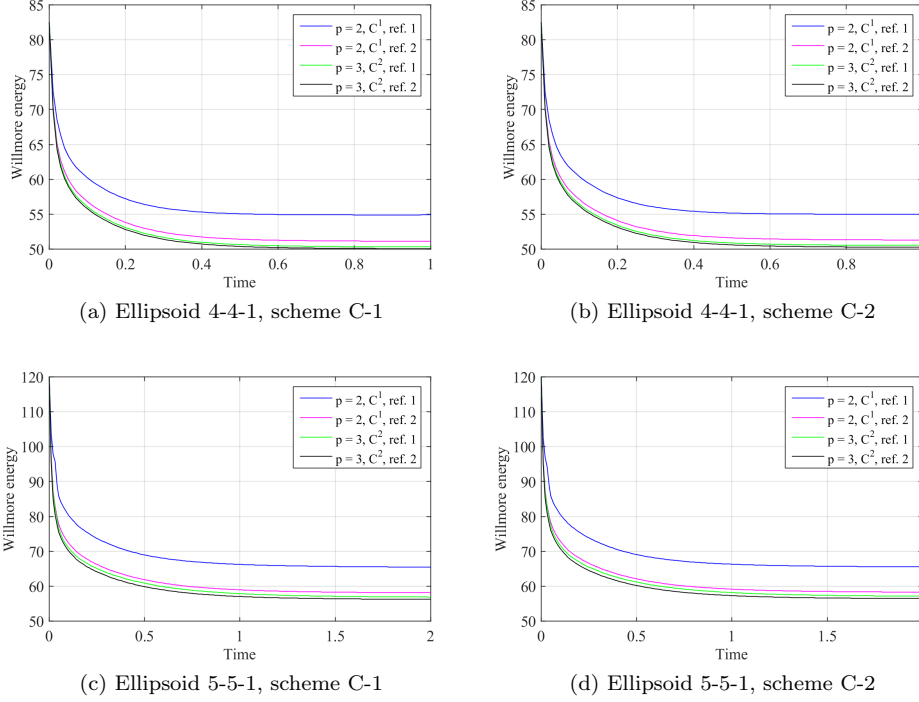 85
80
75
70
65
60
55
50
Willmore energy
0
0.2
0.4
0.6
0.8
1
Time
p = 2, C¹, ref. 1
p = 2, C¹, ref. 2
p = 3, C², ref. 1
p = 3, C², ref. 2
(a) Ellipsoid 4-4-1, scheme C-1
85
80
75
70
65
60
55
50
Willmore energy
0
0.2
0.4
0.6
0.8
Time
p = 2, C¹, ref. 1
p = 2, C¹, ref. 2
p = 3, C², ref. 1
p = 3, C², ref. 2
(b) Ellipsoid 4-4-1, scheme C-2
120
110
100
90
80
70
60
50
Willmore energy
0
0.5
1
1.5
2
Time
p = 2, C¹, ref. 1
p = 2, C¹, ref. 2
p = 3, C², ref. 1
p = 3, C², ref. 2
(c) Ellipsoid 5-5-1, scheme C-1
120
110
100
90
80
70
60
50
Willmore energy
0
0.5
1
1.5
Time
p = 2, C¹, ref. 1
p = 2, C¹, ref. 2
p = 3, C², ref. 1
p = 3, C², ref. 2
(d) Ellipsoid 5-5-1, scheme C-2